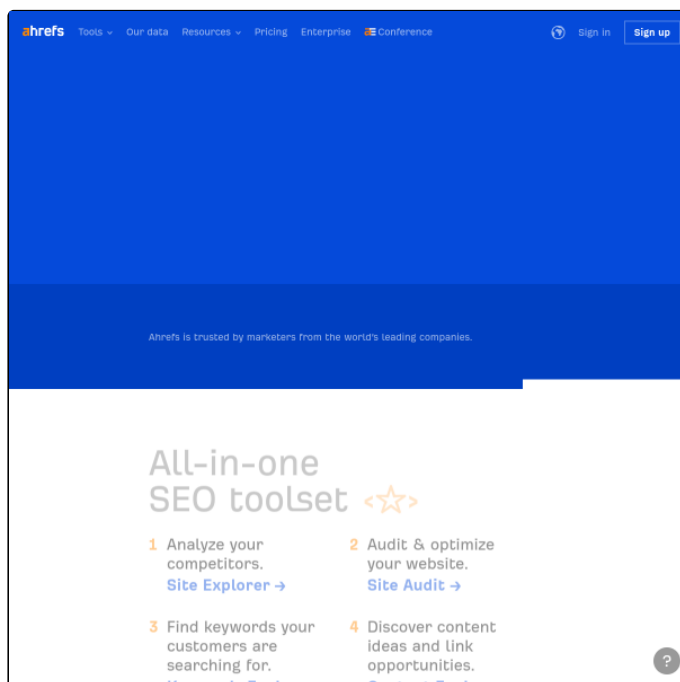 ahrefs Tools Our data Resources Pricing Enterprise Conference Sign in Sign up
Ahrefs is trusted by marketers from the world's leading companies.
All-in-one
SEO toolset <☆>
1 Analyze your
competitors.
Site Explorer →
2 Audit & optimize
your website.
Site Audit →
3 Find keywords your
customers are
searching for.
4 Discover content
ideas and link
opportunities.
?